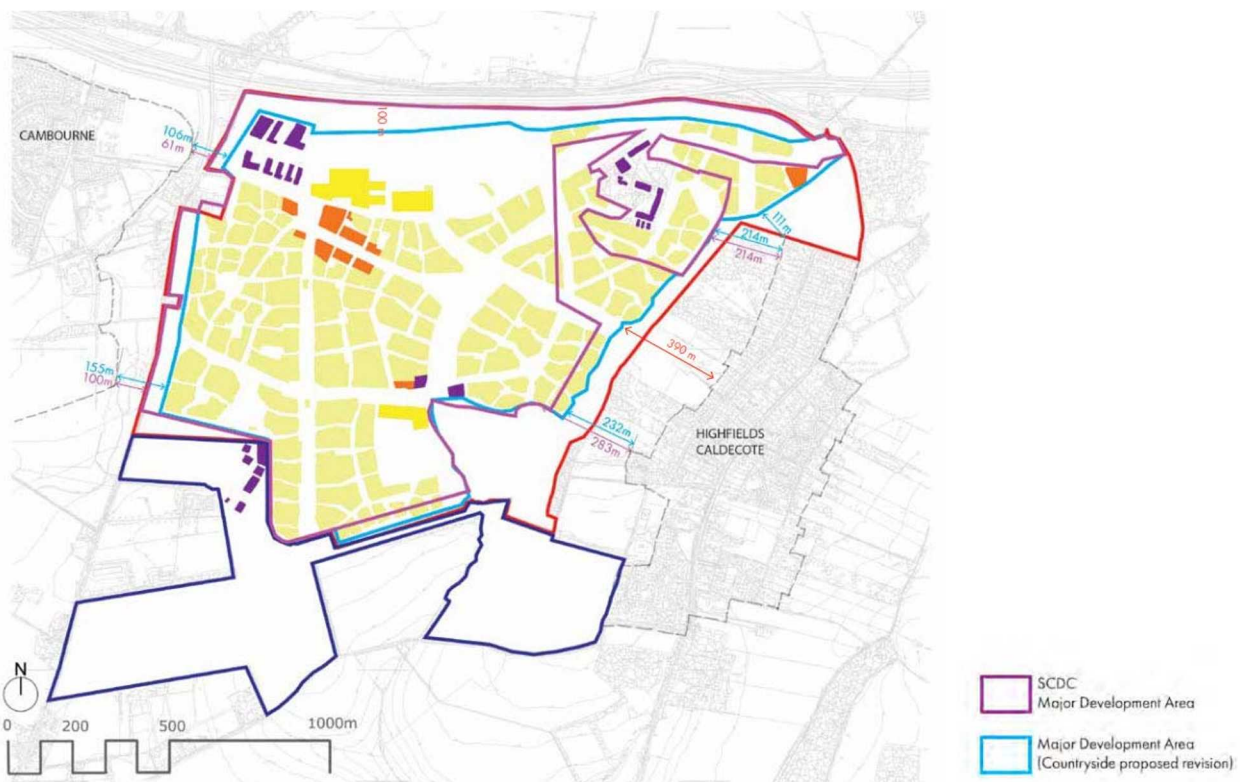 CAMBOURNE
106m
61m
100 m
111m
214m
214m
390 m
155m
100m
232m
283m
HIGHFIELDS
CALDECOTE
N
0 200 500 1000m
SCDC
Major Development Area
Major Development Area
(Countryside proposed revision)